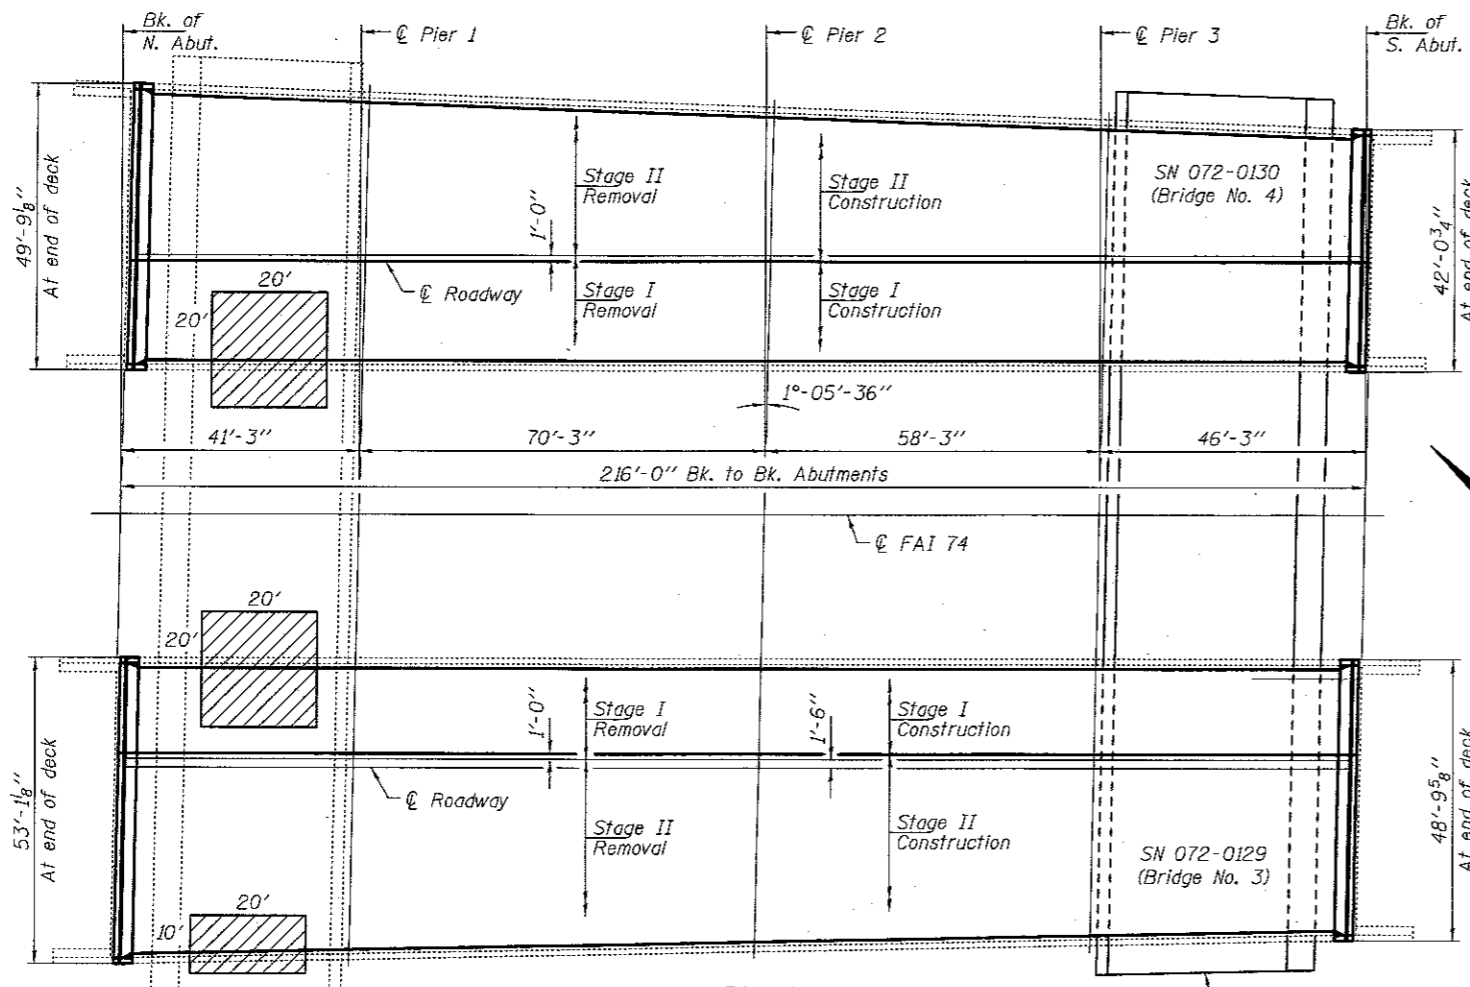 Bk. of
N. Abut.
℄ Pier 1
℄ Pier 2
℄ Pier 3
Bk. of
S. Abut.
49'-9⅛"
At end of deck
Stage II
Removal
1'-0"
Stage II
Construction
SN 072-0130
(Bridge No. 4)
42'-0¾"
At end of deck
20'
20'
℄ Roadway
Stage I
Removal
Stage I
Construction
1°-05'-36"
41'-3"
70'-3"
58'-3"
46'-3"
216'-0" Bk. to Bk. Abutments
℄ FAI 74
20'
20'
53'-1⅛"
At end of deck
1'-0"
Stage I
Removal
1'-6"
Stage I
Construction
48'-9⅝"
At end of deck
℄ Roadway
Stage II
Removal
Stage II
Construction
SN 072-0129
(Bridge No. 3)
20'
10'